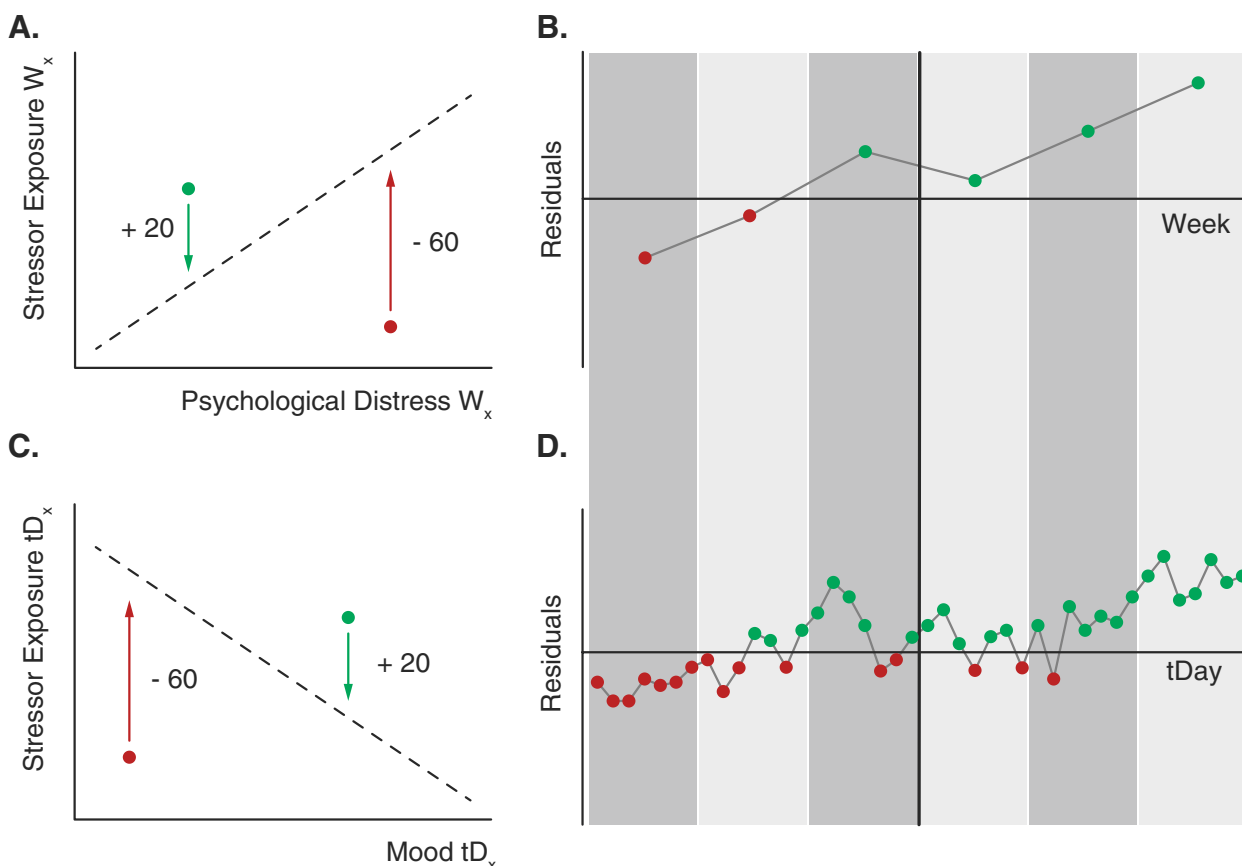 A.
Stressor Exposure Wₓ
+ 20
- 60
Psychological Distress Wₓ
B.
Residuals
Week
C.
Stressor Exposure tDₓ
- 60
+ 20
Mood tDₓ
D.
Residuals
tDay